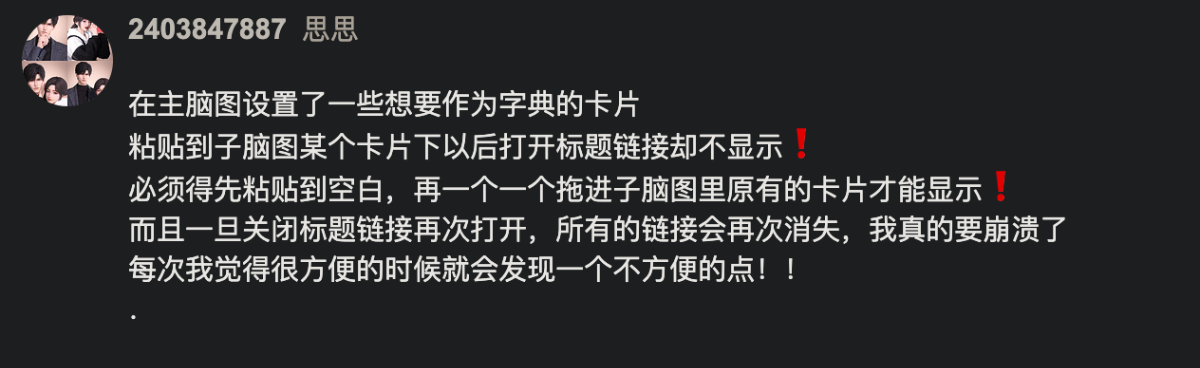 2403847887 思思
在主脑图设置了一些想要作为字典的卡片
粘贴到子脑图某个卡片下以后打开标题链接却不显示❗
必须得先粘贴到空白，再一个一个拖进子脑图里原有的卡片才能显示❗
而且一旦关闭标题链接再次打开，所有的链接会再次消失，我真的要崩溃了
每次我觉得很方便的时候就会发现一个不方便的点！！
.